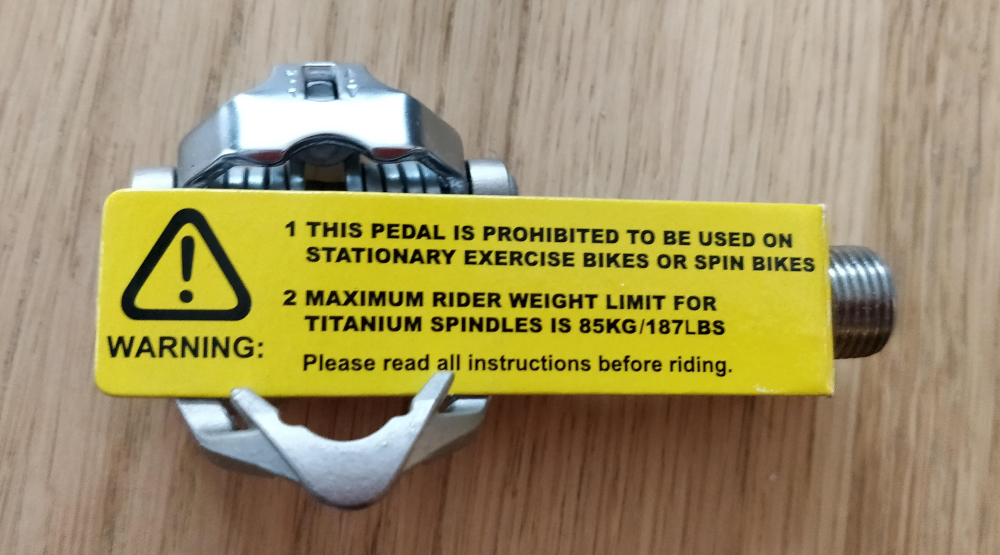 1 THIS PEDAL IS PROHIBITED TO BE USED ON
STATIONARY EXERCISE BIKES OR SPIN BIKES
2 MAXIMUM RIDER WEIGHT LIMIT FOR
TITANIUM SPINDLES IS 85KG/187LBS
WARNING:
Please read all instructions before riding.